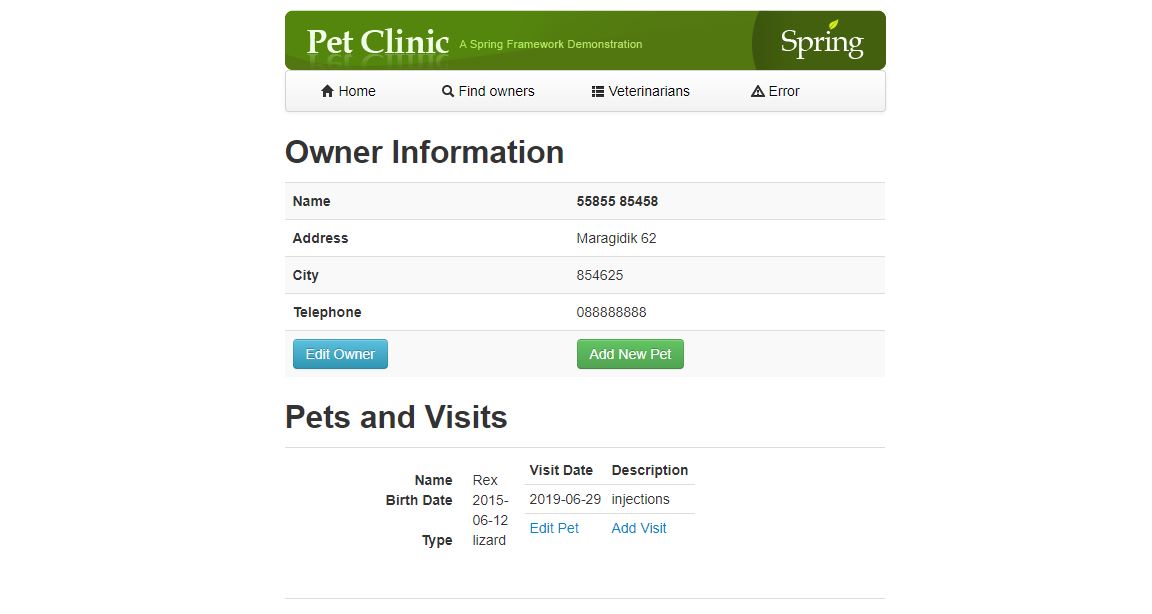 Pet Clinic A Spring Framework Demonstration Spring
Home Find owners Veterinarians Error
Owner Information
Name 55855 85458
Address Maragidik 62
City 854625
Telephone 088888888
Edit Owner Add New Pet
Pets and Visits
Visit Date Description
Name Rex
2019-06-29 injections
Birth Date 2015-
06-12
Edit Pet Add Visit
Type lizard